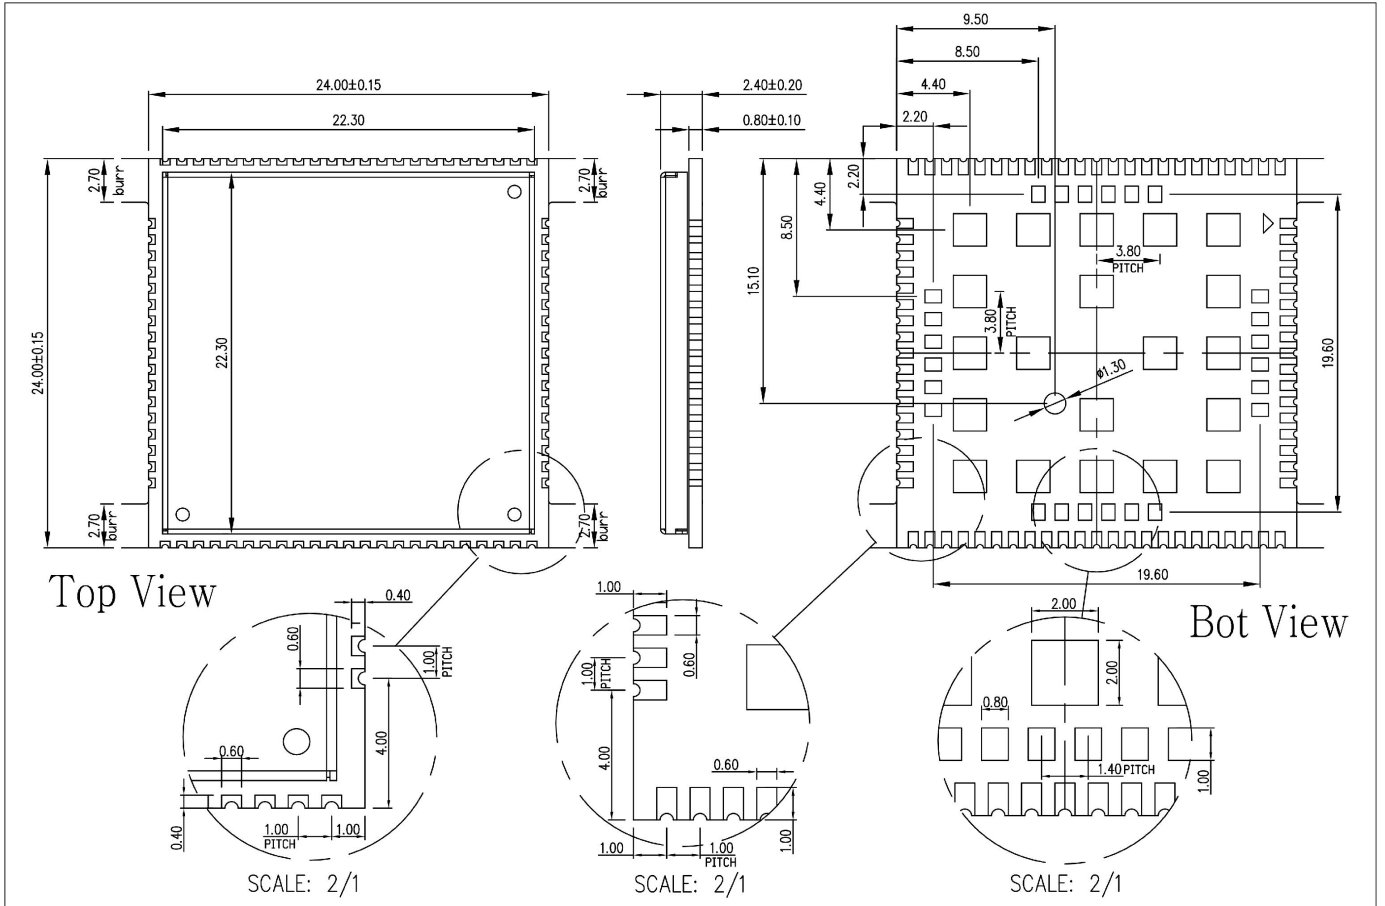 9.50
8.50
4.40
2.20
24.00±0.15
22.30
2.40±0.20
0.80±0.10
2.70
burr
2.70
burr
2.20
4.40
8.50
15.10
3.80
PITCH
3.80
PITCH
ø1.30
19.60
24.00±0.15
22.30
2.70
burr
2.70
burr
19.60
Top View
Bot View
0.40
0.60
1.00
PITCH
4.00
0.60
0.40
1.00
PITCH
1.00
SCALE: 2/1
1.00
0.60
1.00
PITCH
4.00
0.60
1.00
1.00
1.00
PITCH
SCALE: 2/1
2.00
2.00
0.80
1.40 PITCH
1.00
SCALE: 2/1